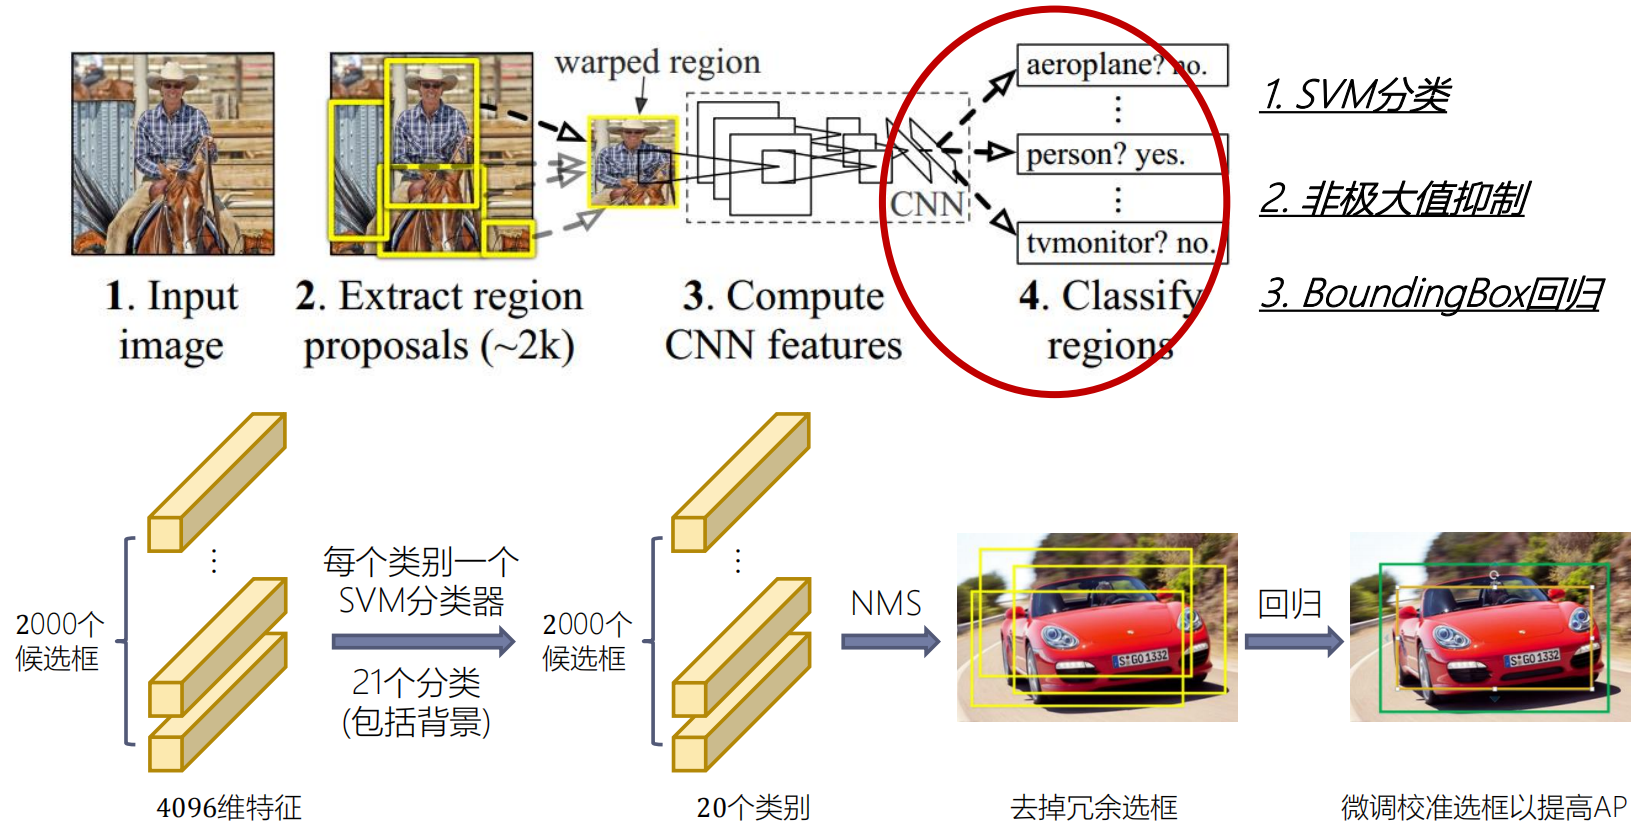 warped region
aeroplane? no.
⋮
person? yes.
⋮
tvmonitor? no.
CNN
1. Input
image
2. Extract region
proposals (~2k)
3. Compute
CNN features
4. Classify
regions
1. SVM分类
2. 非极大值抑制
3. BoundingBox回归
2000个
候选框
⋮
4096维特征
每个类别一个
SVM分类器
21个分类
(包括背景)
2000个
候选框
⋮
20个类别
NMS
S*GO 1332
去掉冗余选框
回归
S*GO 1332
微调校准选框以提高AP